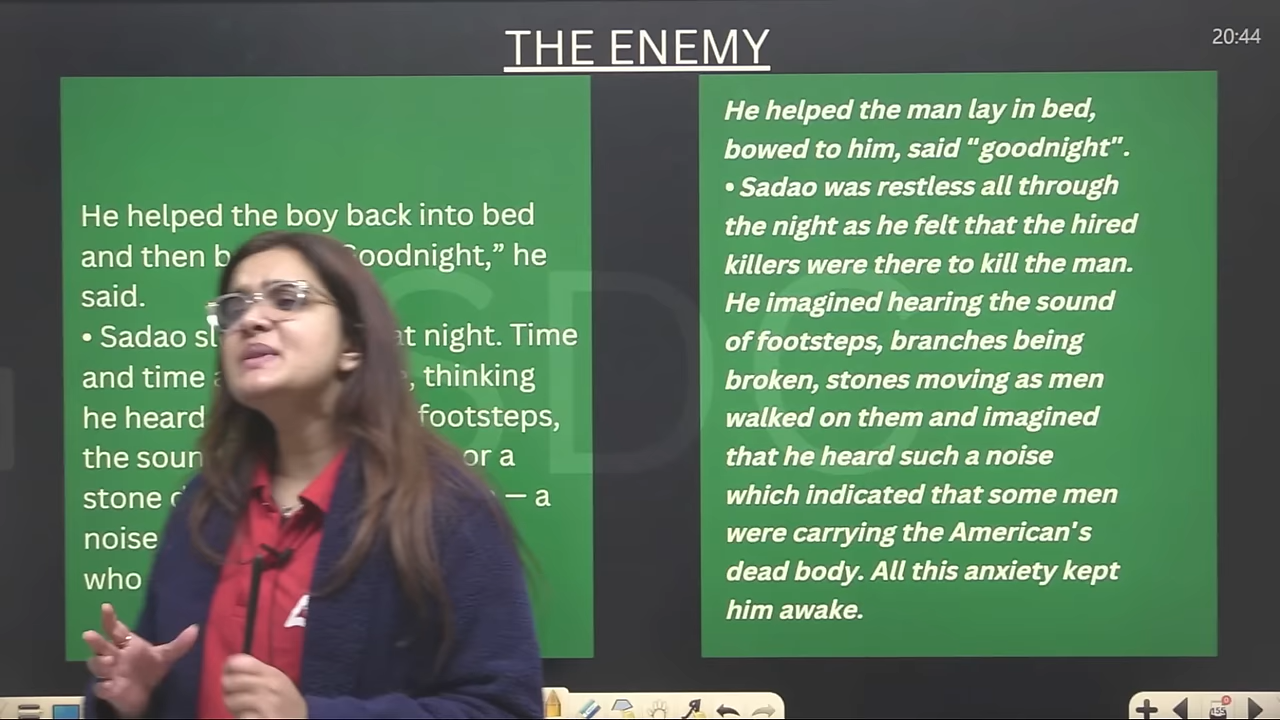 THE ENEMY
20:44
He helped the boy back into bed
and then Goodnight,” he
said.
• Sadao at night. Time
and time thinking
he heard footsteps,
the or a
stone – a
noise
who
He helped the man lay in bed,
bowed to him, said “goodnight”.
• Sadao was restless all through
the night as he felt that the hired
killers were there to kill the man.
He imagined hearing the sound
of footsteps, branches being
broken, stones moving as men
walked on them and imagined
that he heard such a noise
which indicated that some men
were carrying the American's
dead body. All this anxiety kept
him awake.
SDC
155